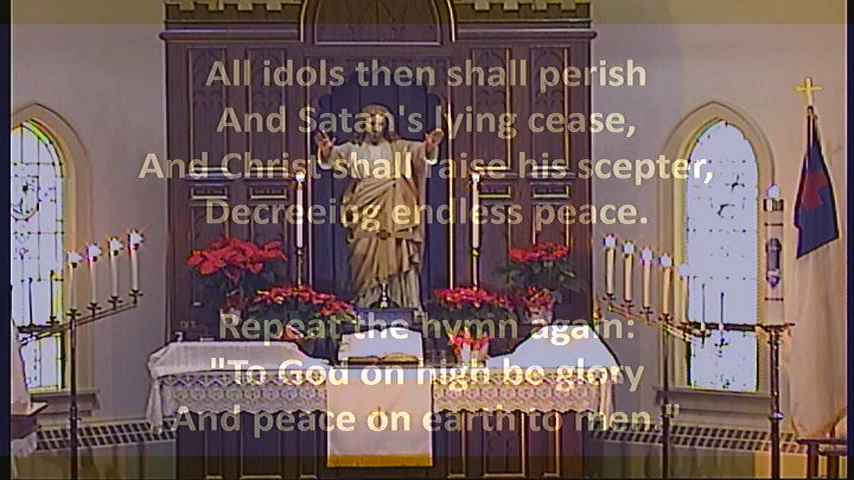 All idols then shall perish
And Satan's lying cease,
And Christ shall raise his scepter,
Decreeing endless peace.
Repeat the hymn again:
"To God on high be glory
And peace on earth to men."